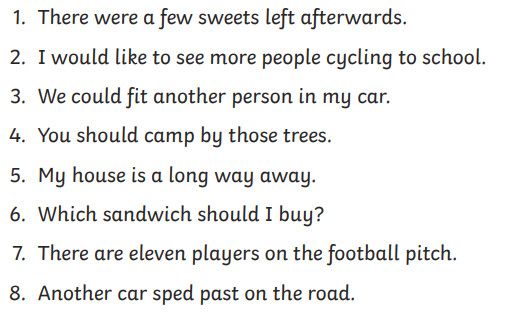 1. There were a few sweets left afterwards.
2. I would like to see more people cycling to school.
3. We could fit another person in my car.
4. You should camp by those trees.
5. My house is a long way away.
6. Which sandwich should I buy?
7. There are eleven players on the football pitch.
8. Another car sped past on the road.